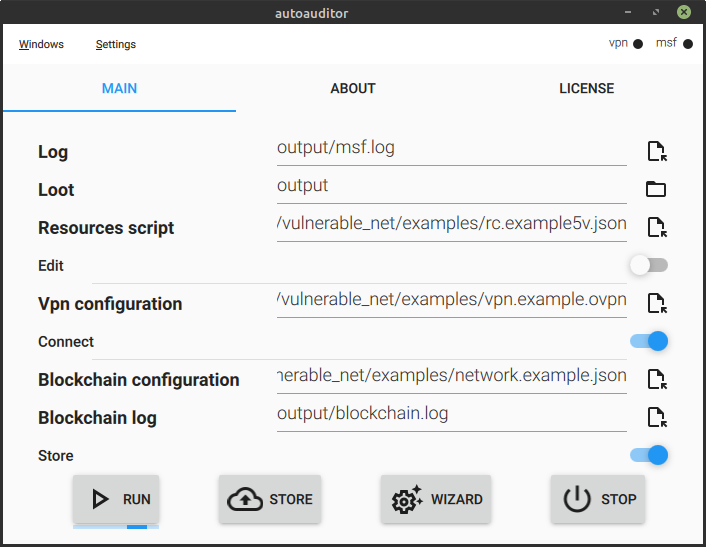 autoauditor
Windows Settings vpn msf
MAIN ABOUT LICENSE
Log output/msf.log
Loot output
Resources script /vulnerable_net/examples/rc.example5v.json
Edit
Vpn configuration /vulnerable_net/examples/vpn.example.ovpn
Connect
Blockchain configuration nerable_net/examples/network.example.json
Blockchain log output/blockchain.log
Store
RUN STORE WIZARD STOP